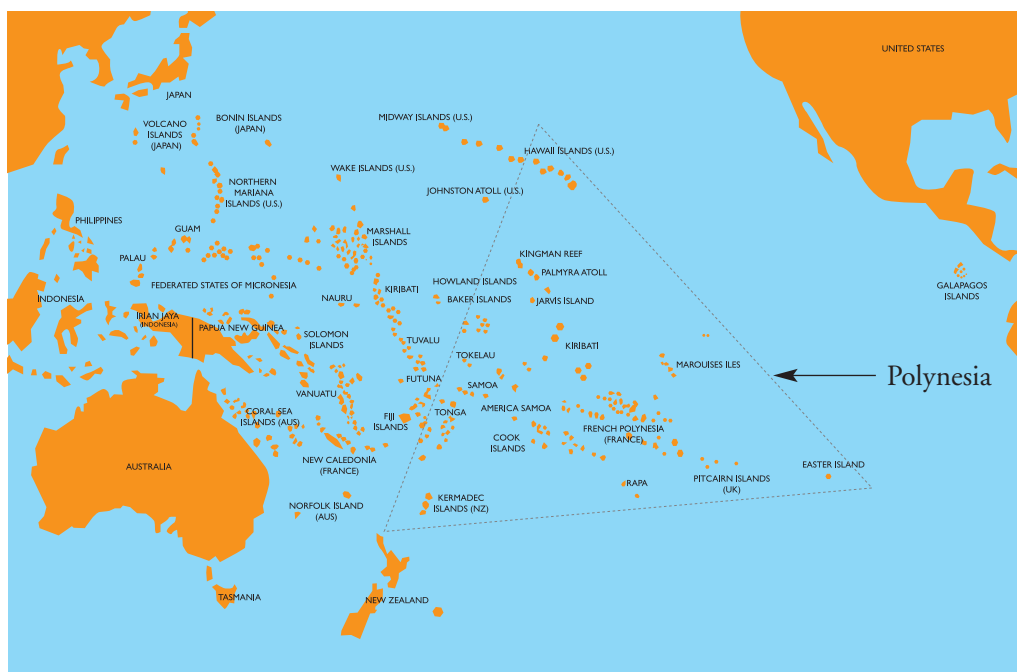 UNITED STATES
JAPAN
BONIN ISLANDS
(JAPAN)
VOLCANO
ISLANDS
(JAPAN)
MIDWAY ISLANDS (U.S.)
HAWAII ISLANDS (U.S.)
WAKE ISLANDS (U.S.)
NORTHERN
MARIANA
ISLANDS (U.S.)
JOHNSTON ATOLL (U.S.)
PHILIPPINES
GUAM
MARSHALL
ISLANDS
PALAU
KINGMAN REEF
PALMYRA ATOLL
FEDERATED STATES OF MICRONESIA
HOWLAND ISLANDS
GALAPAGOS
ISLANDS
INDONESIA
NAURU
KIRIBATI
BAKER ISLANDS
JARVIS ISLAND
IRIAN JAYA
(INDONESIA)
PAPUA NEW GUINEA
SOLOMON
ISLANDS
TUVALU
KIRIBATI
TOKELAU
MAROUISES ILES
Polynesia
FUTUNA
SAMOA
VANUATU
CORAL SEA
ISLANDS (AUS)
FIJI
ISLANDS
TONGA
AMERICA SAMOA
FRENCH POLYNESIA
(FRANCE)
COOK
ISLANDS
AUSTRALIA
NEW CALEDONIA
(FRANCE)
EASTER ISLAND
PITCAIRN ISLANDS
(UK)
RAPA
NORFOLK ISLAND
(AUS)
KERMADEC
ISLANDS (NZ)
TASMANIA
NEW ZEALAND